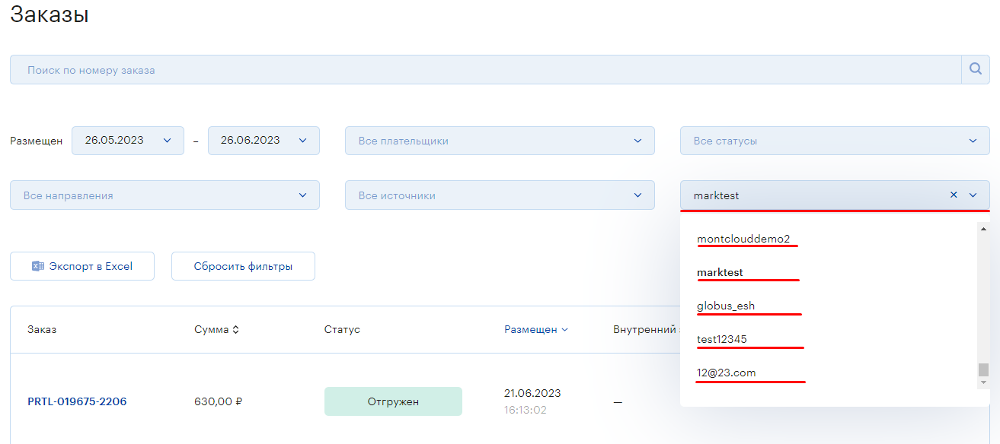 Заказы
Поиск по номеру заказа
Размещен 26.05.2023 – 26.06.2023 Все плательщики Все статусы
Все направления Все источники marktest
montclouddemo2
marktest
globus_esh
test12345
12@23.com
Экспорт в Excel Сбросить фильтры
Заказ Сумма Статус Размещен Внутренний
PRTL-019675-2206 630,00 ₽ Отгружен 21.06.2023 —
16:13:02